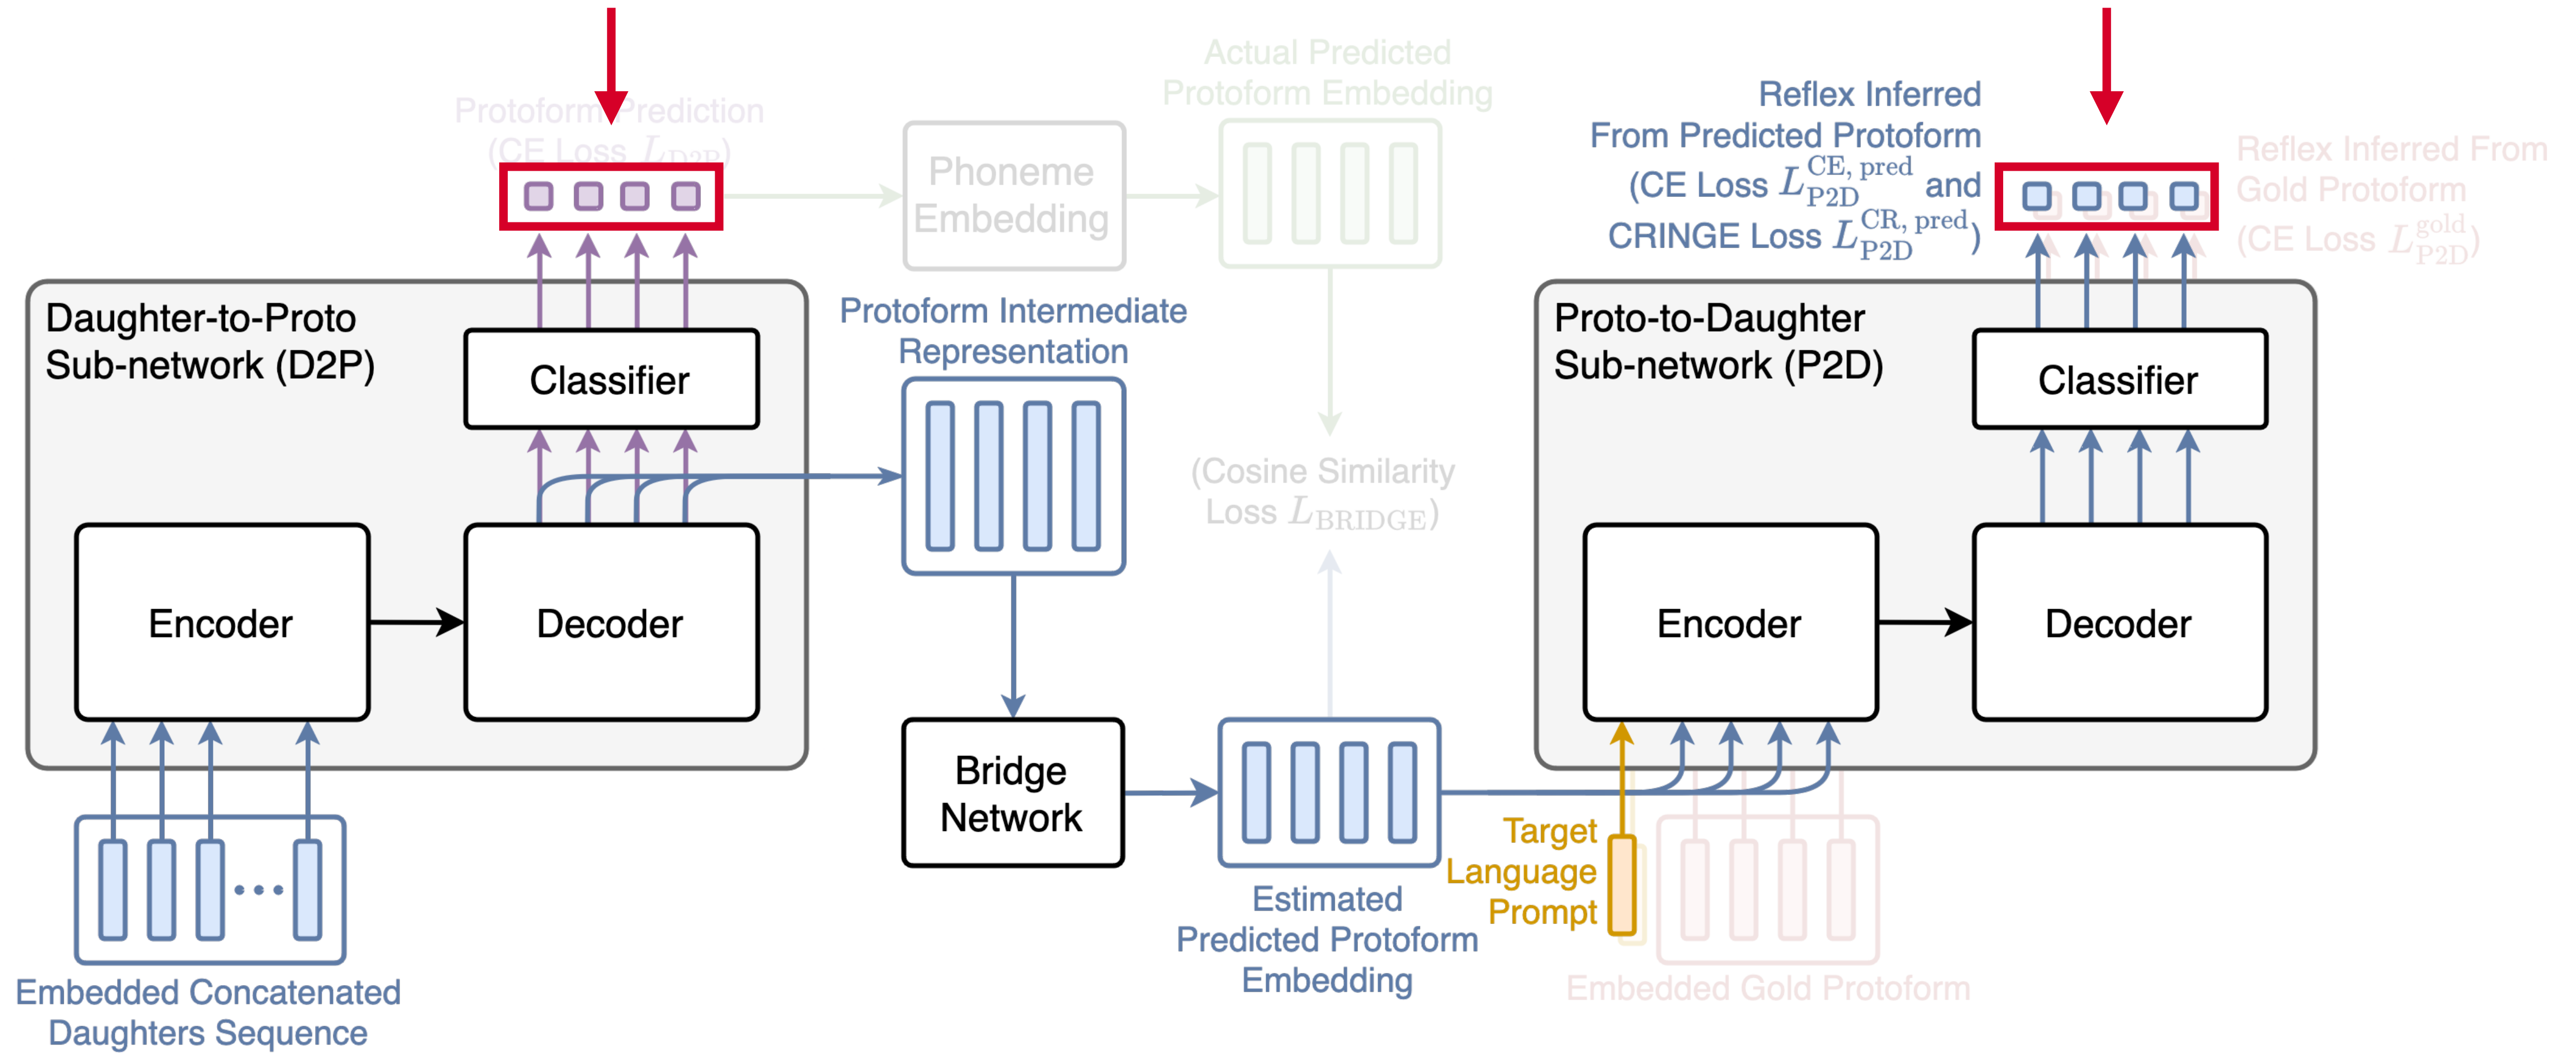 Protoform Prediction
(CE Loss L_D2P)
Actual Predicted
Protoform Embedding
Phoneme
Embedding
Reflex Inferred
From Predicted Protoform
(CE Loss L_P2D^CE, pred and
CRINGE Loss L_P2D^CR, pred)
Reflex Inferred From
Gold Protoform
(CE Loss L_P2D^gold)
Daughter-to-Proto
Sub-network (D2P)
Classifier
Encoder
Decoder
Embedded Concatenated
Daughters Sequence
Protoform Intermediate
Representation
Bridge
Network
(Cosine Similarity
Loss L_BRIDGE)
Estimated
Predicted Protoform
Embedding
Proto-to-Daughter
Sub-network (P2D)
Classifier
Encoder
Decoder
Target
Language
Prompt
Embedded Gold Protoform